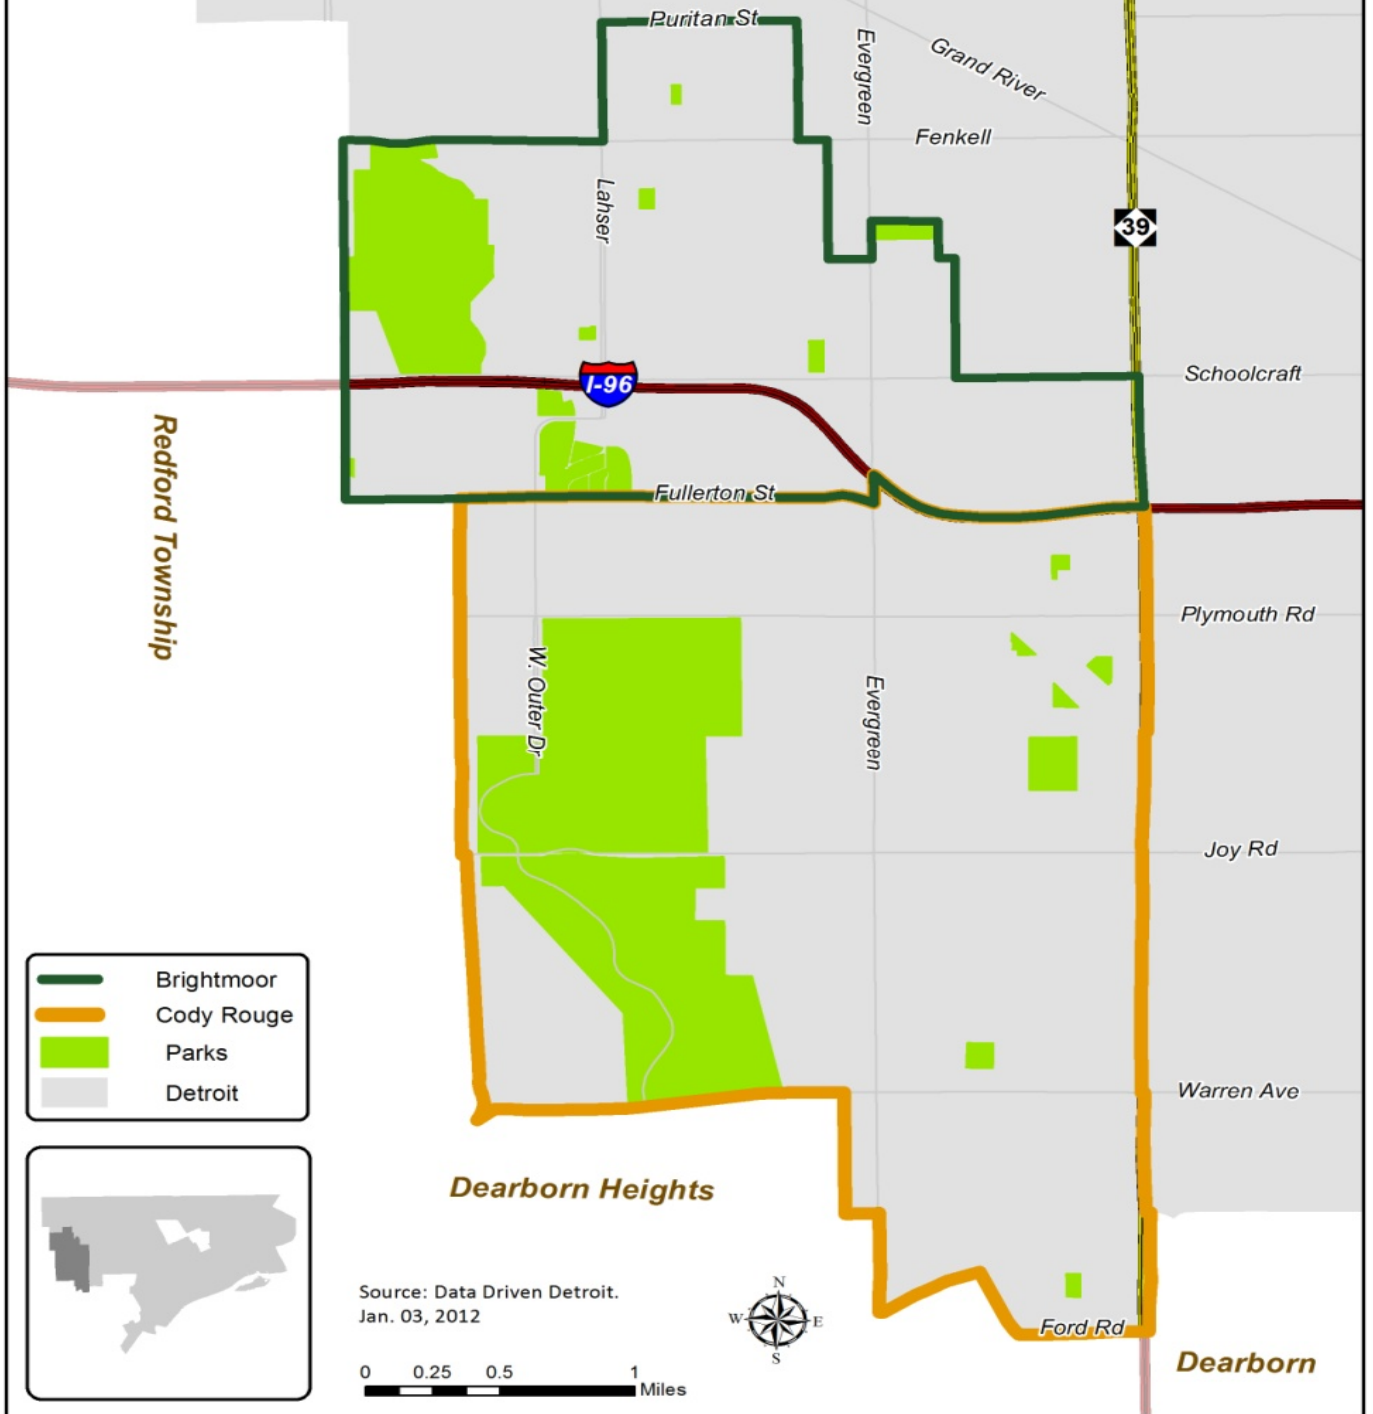 Puritan St
Evergreen
Grand River
Fenkell
Lahser
39
Schoolcraft
I-96
Redford Township
Fullerton St
Plymouth Rd
W. Outer Dr
Evergreen
Joy Rd
Brightmoor
Cody Rouge
Parks
Detroit
Warren Ave
Dearborn Heights
Source: Data Driven Detroit.
Jan. 03, 2012
N
W E
S
Ford Rd
Dearborn
0 0.25 0.5 1
Miles